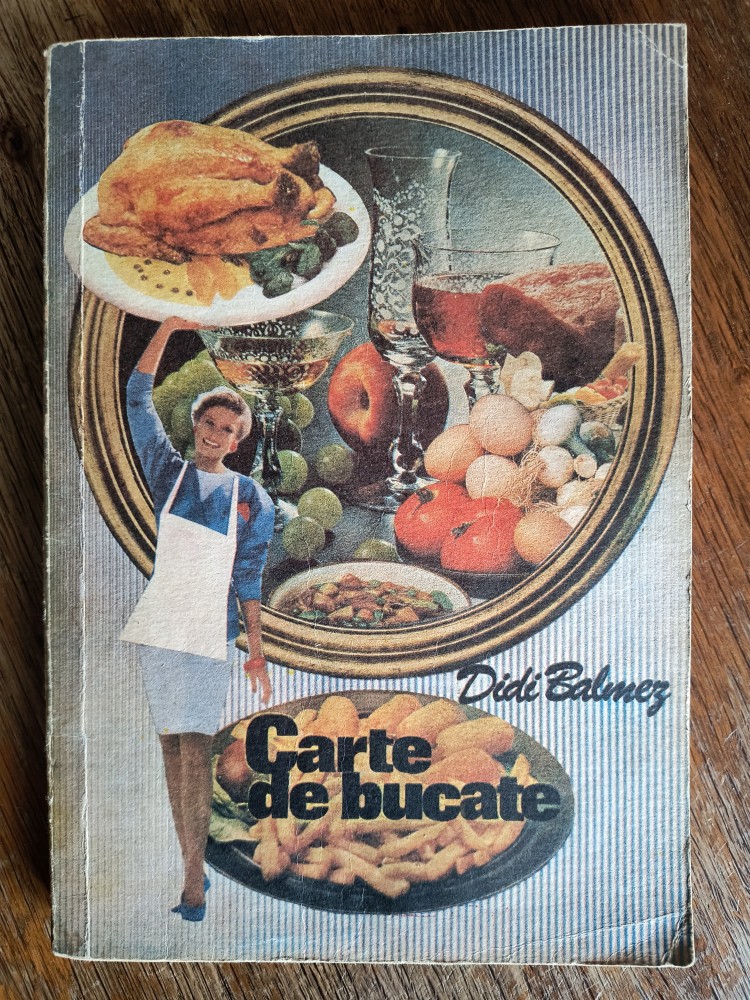 Didi Balmez
Carte
de bucate